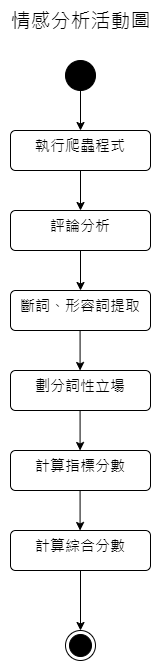 情感分析活動圖
執行爬蟲程式
評論分析
斷詞、形容詞提取
劃分詞性立場
計算指標分數
計算綜合分數